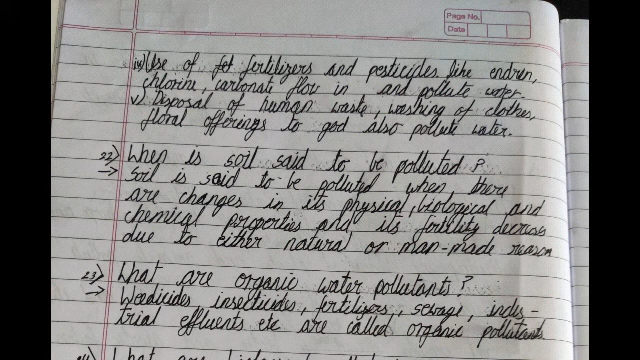 Page No.
Date
iv) Use of fet fertilizers and pesticides like endren,
chlorine, carbonate flow in and pollute water.
v) Disposal of human waste, washing of clothes,
floral offerings to god also pollute water.
22) When is soil said to be polluted?
→ Soil is said to be polluted when there
are changes in its physical, biological and
chemical properties and its fertility decreas
due to either natural or man-made reason
23) What are organic water pollutants?
→ Weedicides, insecticides, fertilizers, sewage, indus-
trial effluents etc are called organic pollutants
What are